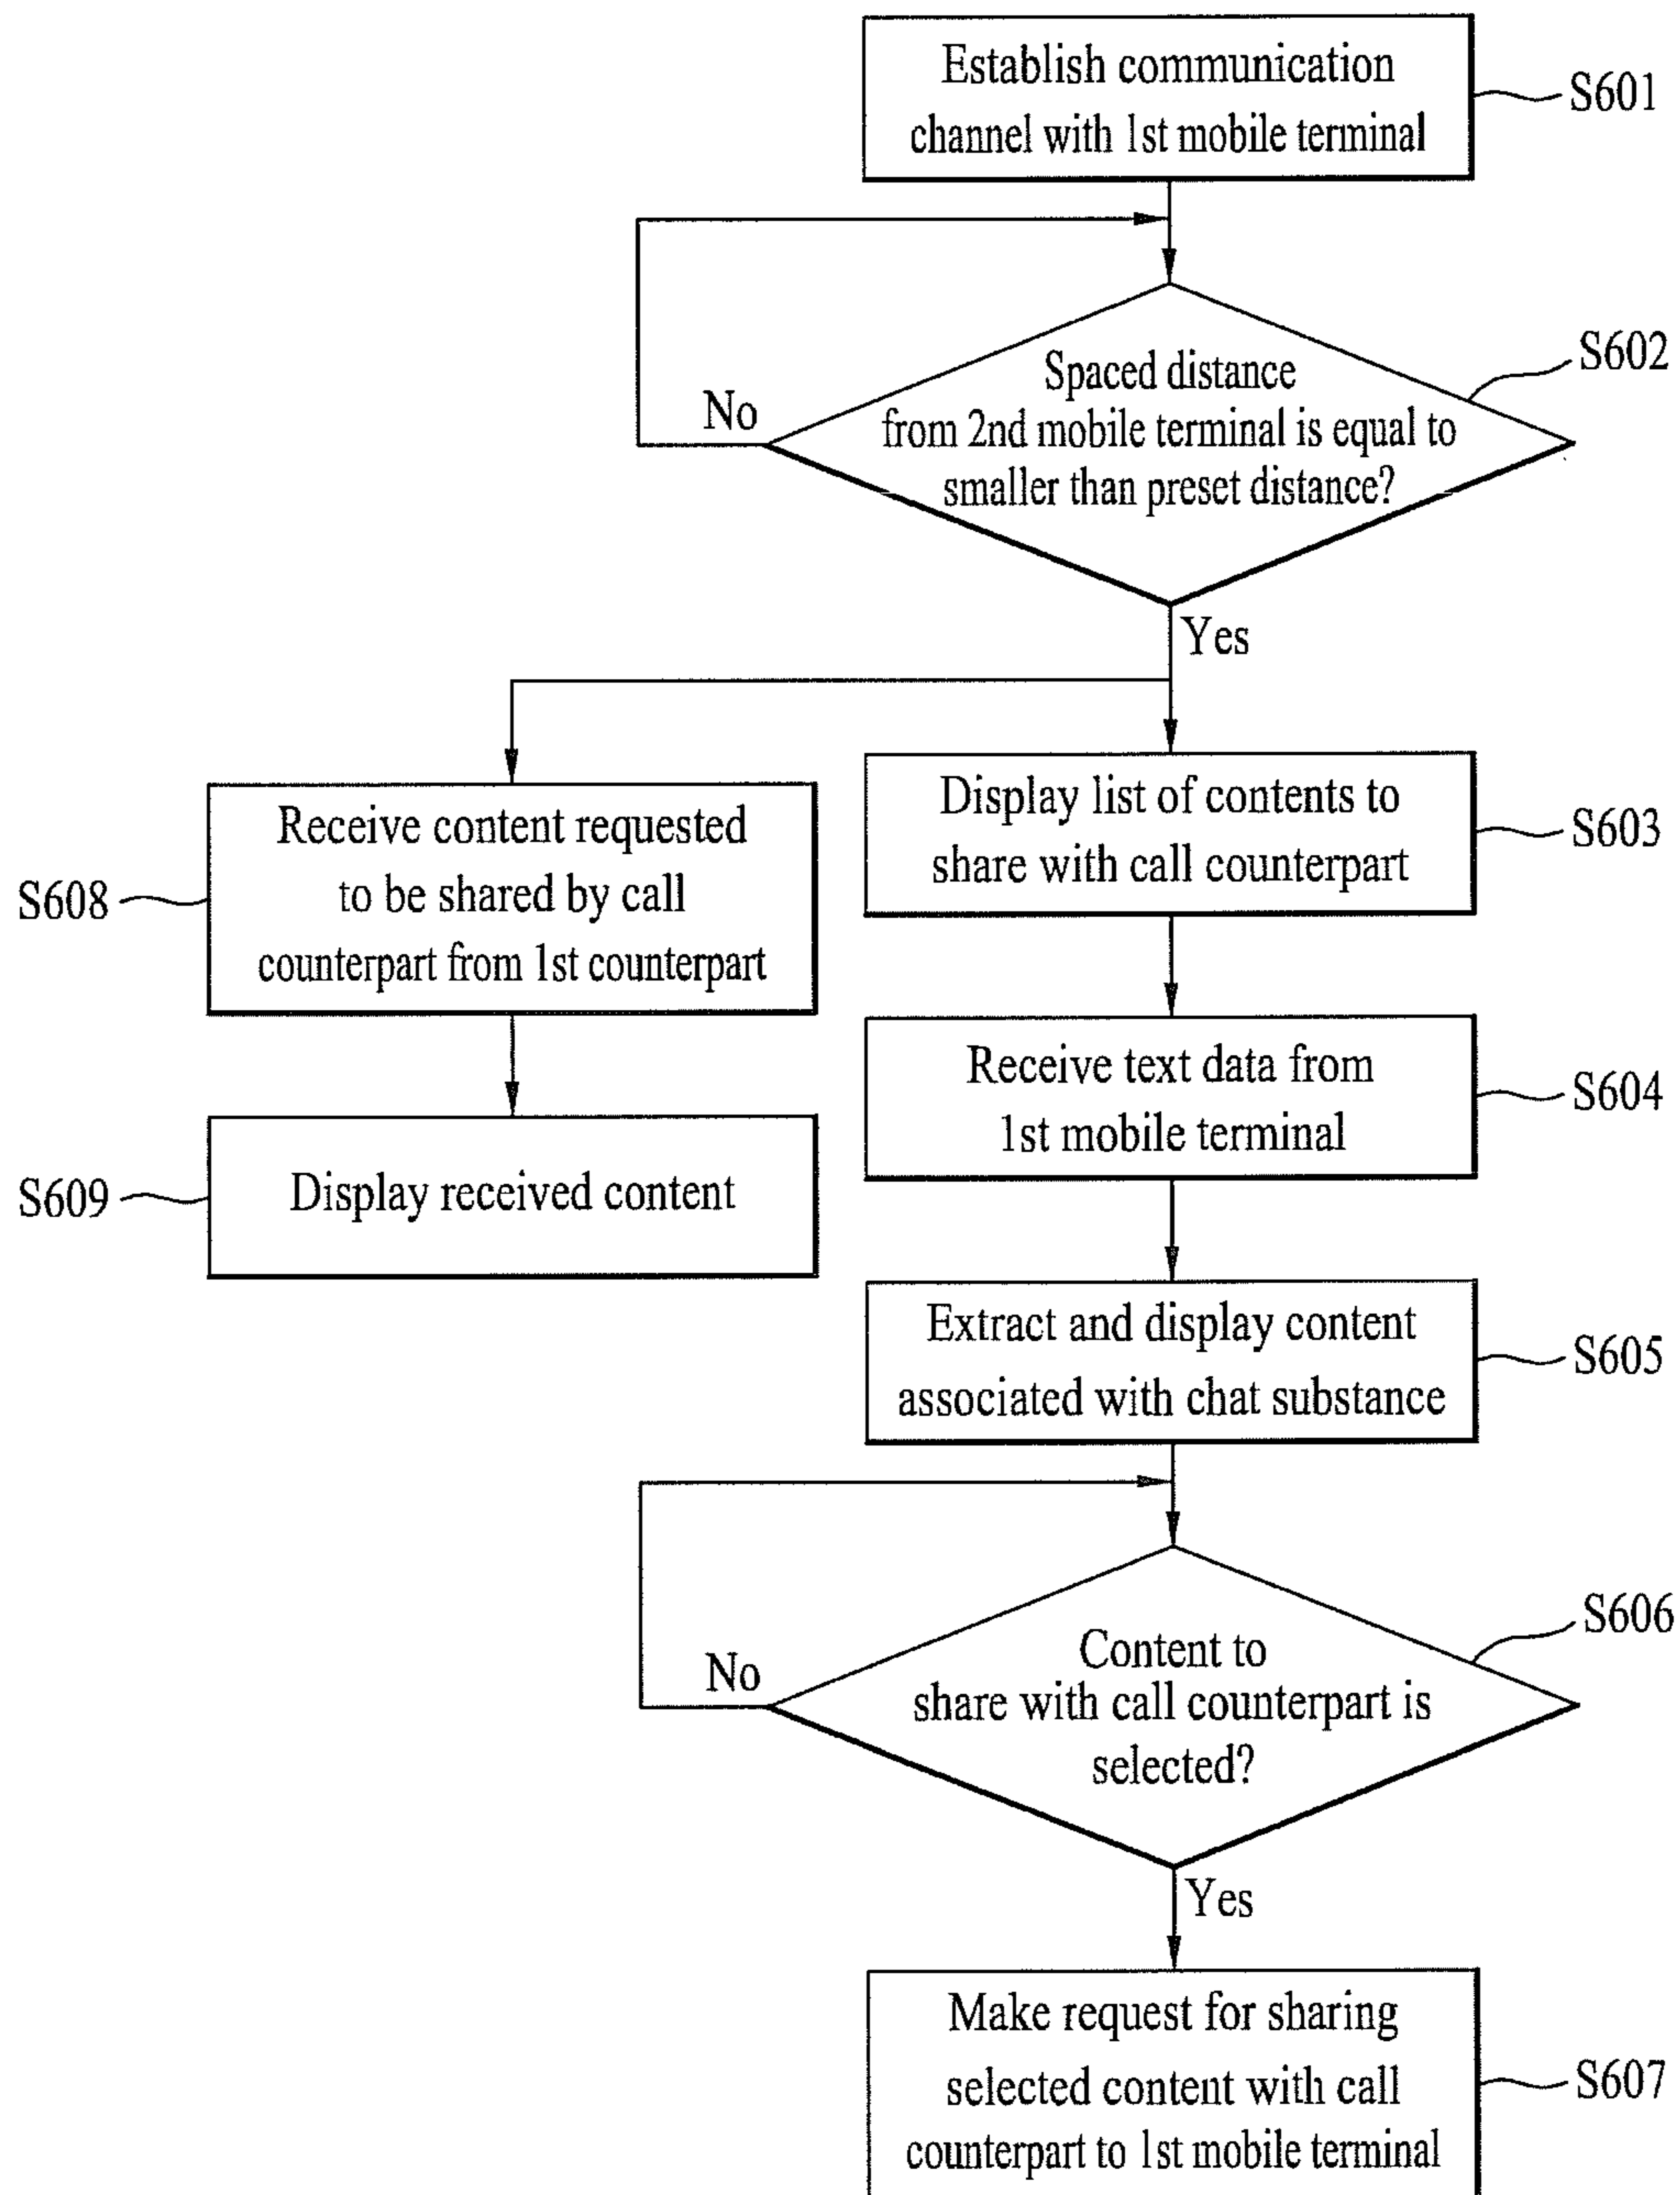 Establish communication
channel with 1st mobile terminal
S601
Spaced distance
from 2nd mobile terminal is equal to
smaller than preset distance?
S602
No
Yes
Display list of contents to
share with call counterpart
S603
Receive content requested
to be shared by call
counterpart from 1st counterpart
S608
Receive text data from
1st mobile terminal
S604
Display received content
S609
Extract and display content
associated with chat substance
S605
Content to
share with call counterpart is
selected?
S606
No
Yes
Make request for sharing
selected content with call
counterpart to 1st mobile terminal
S607